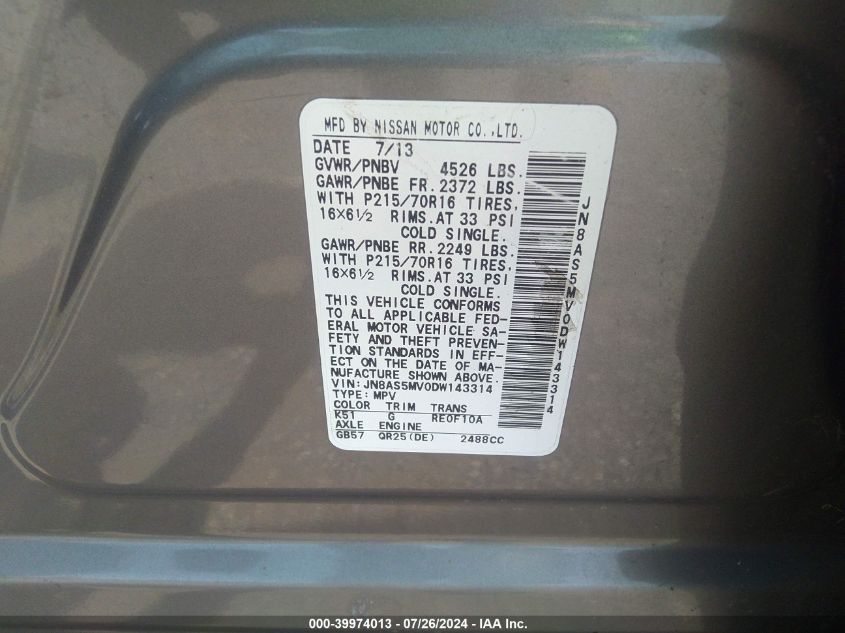 MFD BY NISSAN MOTOR CO.,LTD.
DATE 7/13
GVWR/PNBV 4526 LBS.
GAWR/PNBE FR. 2372 LBS.
WITH P215/70R16 TIRES,
16X6 1/2 RIMS. AT 33 PSI
COLD SINGLE.
GAWR/PNBE RR. 2249 LBS.
WITH P215/70R16 TIRES,
16X6 1/2 RIMS. AT 33 PSI
COLD SINGLE.
THIS VEHICLE CONFORMS
TO ALL APPLICABLE FED-
ERAL MOTOR VEHICLE SA-
FETY AND THEFT PREVEN-
TION STANDARDS IN EFF-
ECT ON THE DATE OF MA-
NUFACTURE SHOWN ABOVE.
VIN: JN8AS5MV0DW143314
TYPE: MPV
COLOR TRIM TRANS
K51 G RE0F10A
AXLE ENGINE
GB57 QR25(DE) 2488CC
JN8AS5MV0DW143314
000-39974013 - 07/26/2024 - IAA Inc.